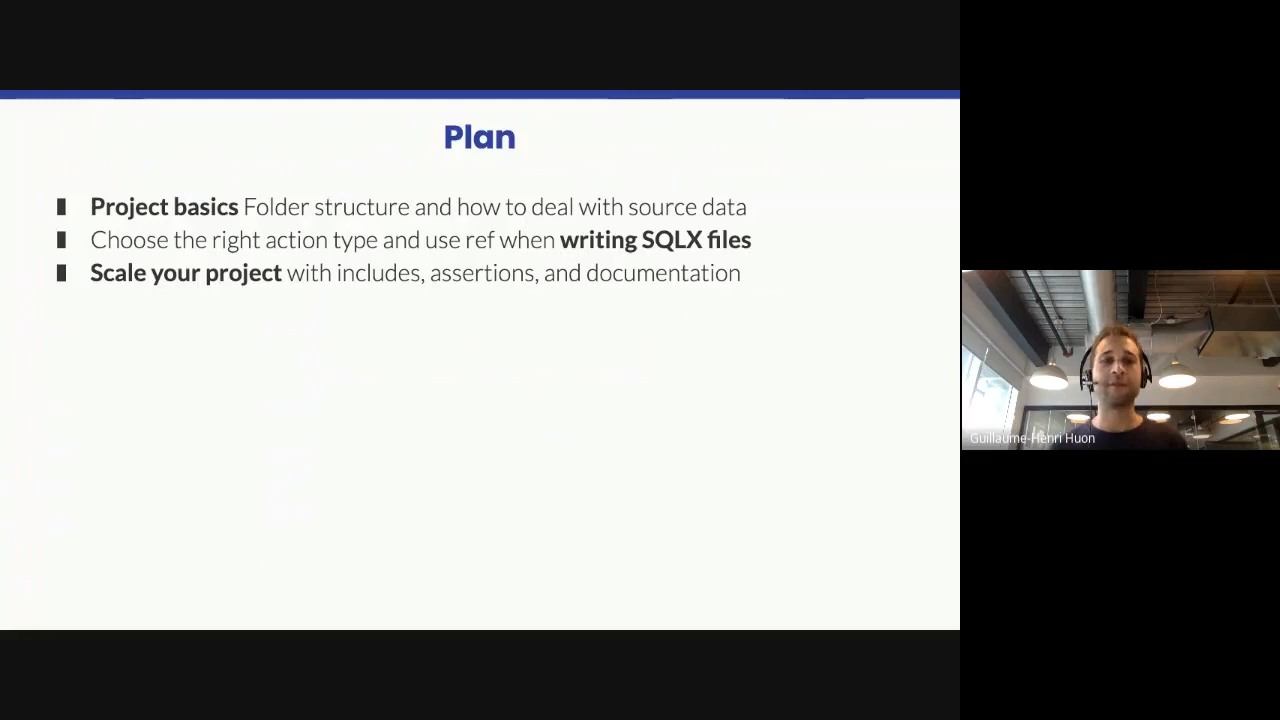 Plan
Project basics Folder structure and how to deal with source data
Choose the right action type and use ref when writing SQLX files
Scale your project with includes, assertions, and documentation
Guillaume-Henri Huon